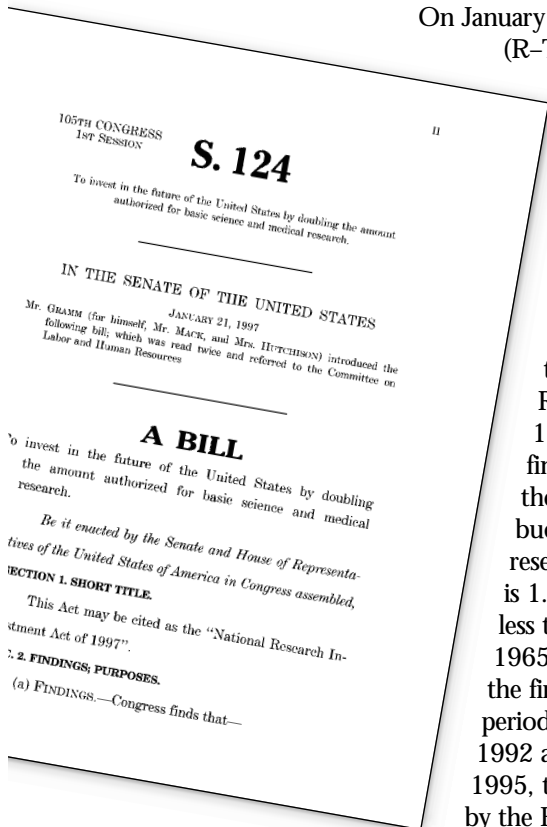 On January
(R–T
105TH CONGRESS
1ST SESSION
II
S. 124
To invest in the future of the United States by doubling the amount
authorized for basic science and medical research.
IN THE SENATE OF THE UNITED STATES
JANUARY 21, 1997
Mr. GRAMM (for himself, Mr. MACK, and Mrs. HUTCHISON) introduced the
following bill; which was read twice and referred to the Committee on
Labor and Human Resources
A BILL
To invest in the future of the United States by doubling
the amount authorized for basic science and medical
research.
Be it enacted by the Senate and House of Representa-
tives of the United States of America in Congress assembled,
SECTION 1. SHORT TITLE.
This Act may be cited as the “National Research In-
stment Act of 1997”.
C. 2. FINDINGS; PURPOSES.
(a) FINDINGS.—Congress finds that—
1
fin
the
bud
rese
is 1.
less t
1965
the fin
period
1992 a
1995, t
by the